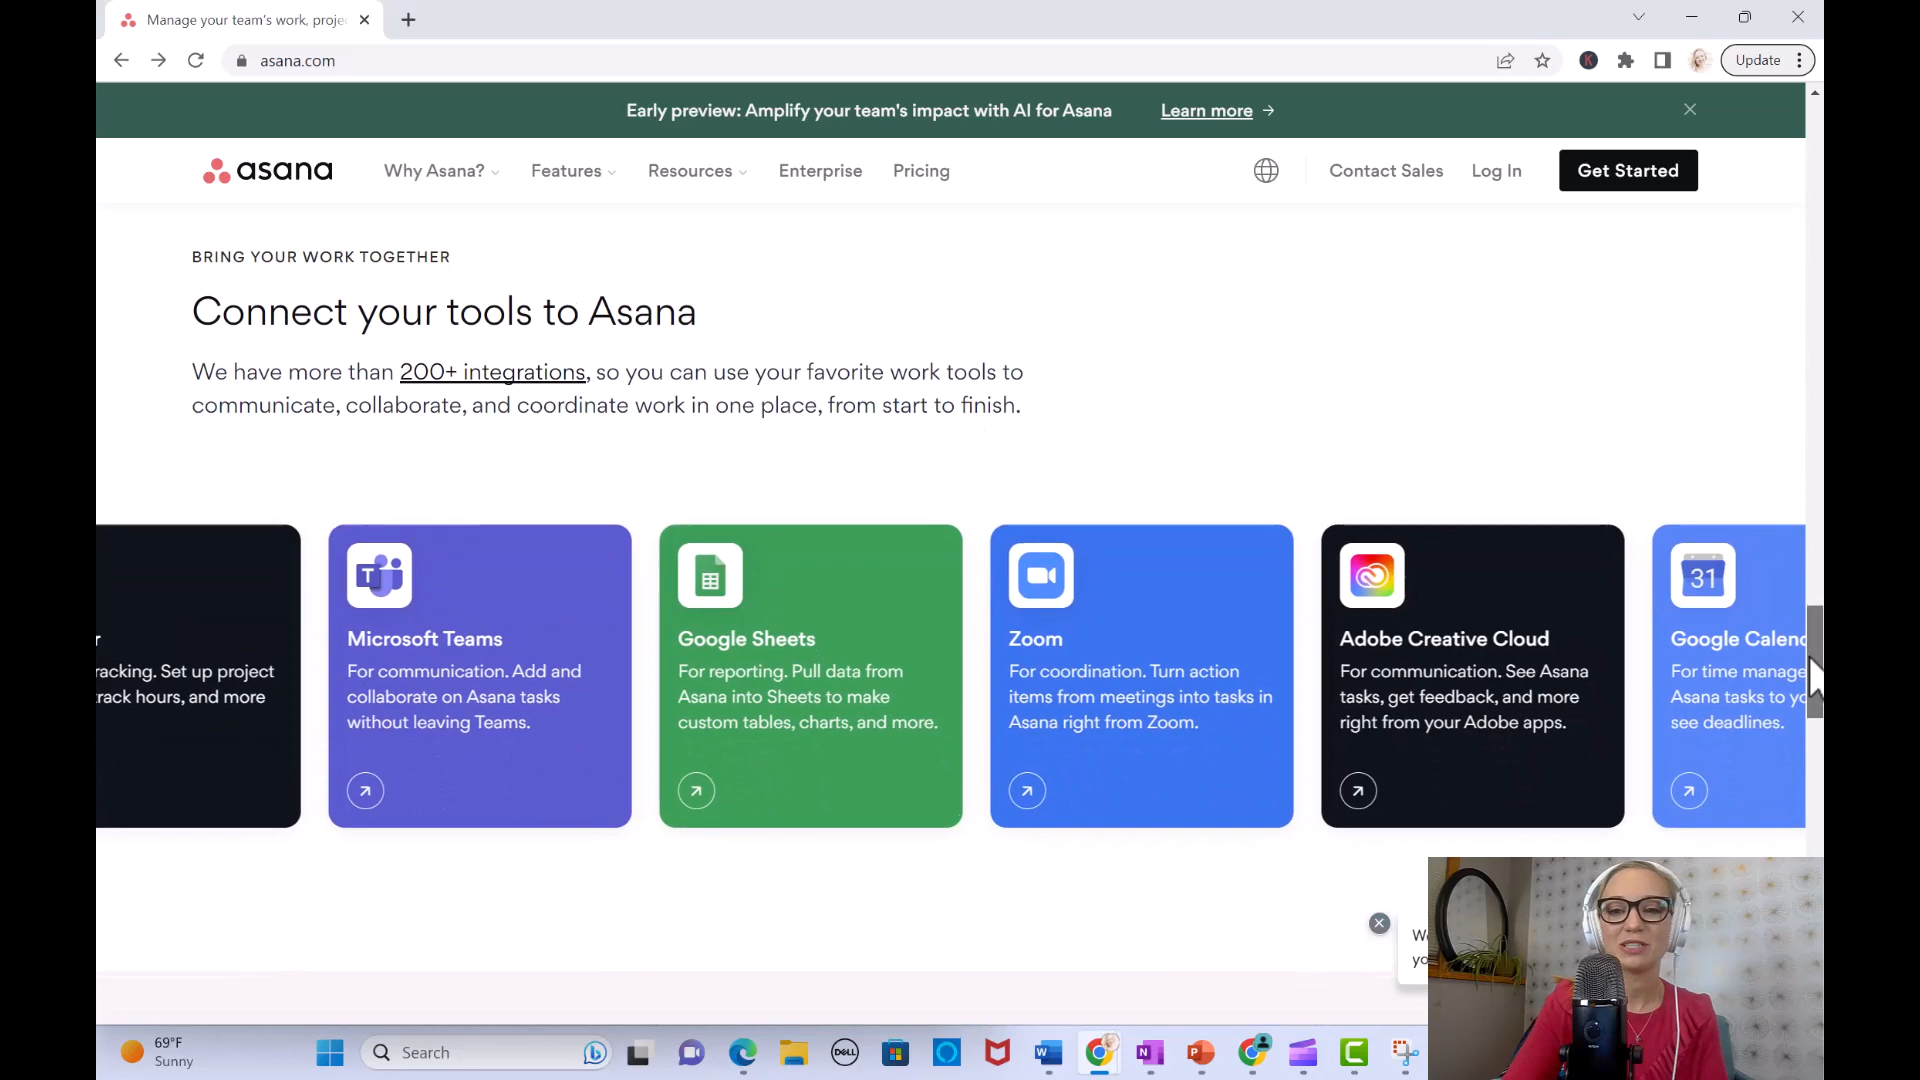 Manage your team's work, proje
asana.com
Update
Early preview: Amplify your team's impact with AI for Asana Learn more →
asana Why Asana? Features Resources Enterprise Pricing Contact Sales Log In Get Started
BRING YOUR WORK TOGETHER
Connect your tools to Asana
We have more than 200+ integrations, so you can use your favorite work tools to
communicate, collaborate, and coordinate work in one place, from start to finish.
r
racking. Set up project
track hours, and more
Microsoft Teams
For communication. Add and
collaborate on Asana tasks
without leaving Teams.
Google Sheets
For reporting. Pull data from
Asana into Sheets to make
custom tables, charts, and more.
Zoom
For coordination. Turn action
items from meetings into tasks in
Asana right from Zoom.
Adobe Creative Cloud
For communication. See Asana
tasks, get feedback, and more
right from your Adobe apps.
31
Google Calenc
For time manage
Asana tasks to yo
see deadlines.
We
yo
69°F
Sunny
Search